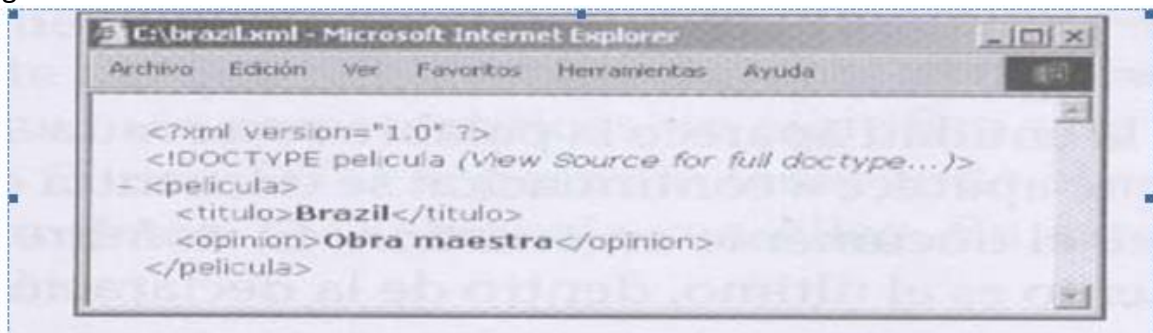 C:\brazil.xml - Microsoft Internet Explorer
Archivo Edición Ver Favoritos Herramientas Ayuda
<?xml version="1.0" ?>
<!DOCTYPE pelicula (View Source for full doctype...)>
- <pelicula>
<titulo>Brazil</titulo>
<opinion>Obra maestra</opinion>
</pelicula>